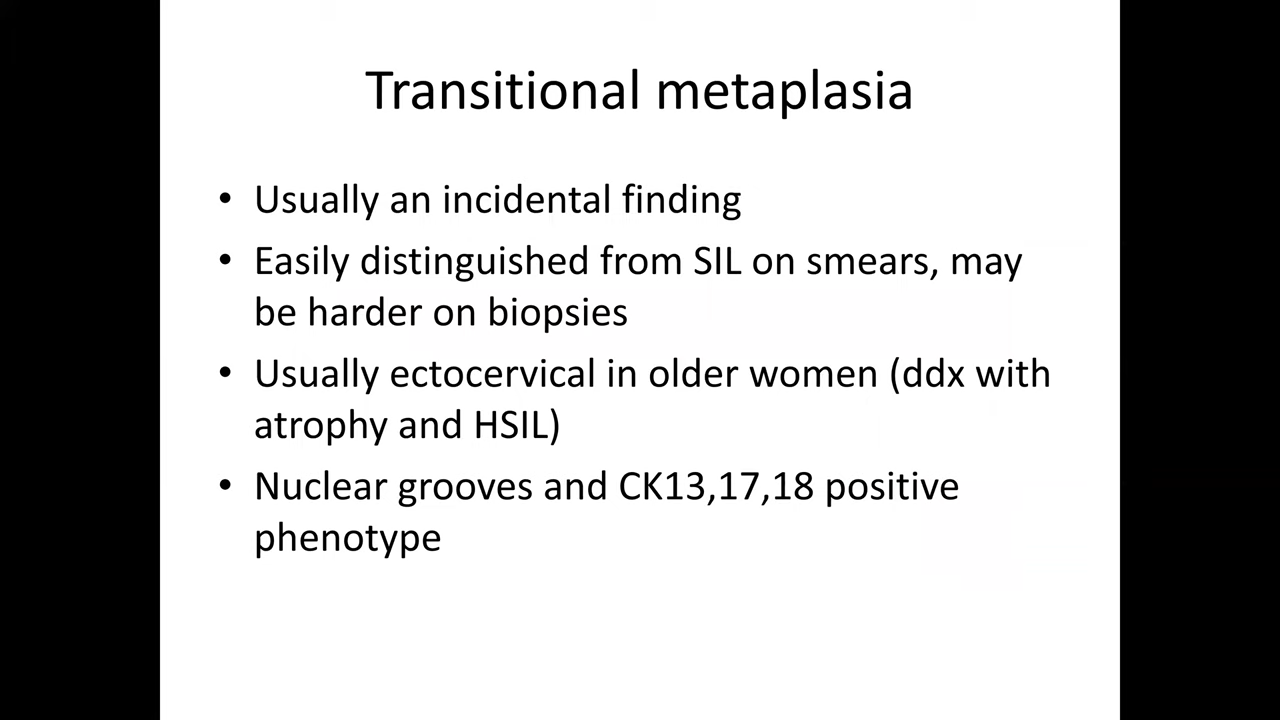 Transitional metaplasia
• Usually an incidental finding
• Easily distinguished from SIL on smears, may
be harder on biopsies
• Usually ectocervical in older women (ddx with
atrophy and HSIL)
• Nuclear grooves and CK13,17,18 positive
phenotype